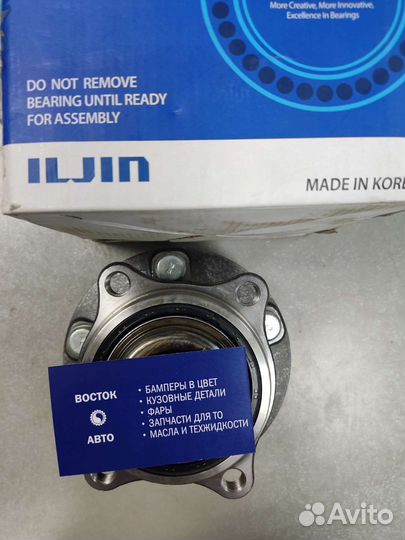 More Creative, More Innovative,
Excellence In Bearings
DO NOT REMOVE
BEARING UNTIL READY
FOR ASSEMBLY
ILJIN
MADE IN KORE
ВОСТОК
АВТО
• БАМПЕРЫ В ЦВЕТ
• КУЗОВНЫЕ ДЕТАЛИ
• ФАРЫ
• ЗАПЧАСТИ ДЛЯ ТО
• МАСЛА И ТЕХЖИДКОСТИ
Avito